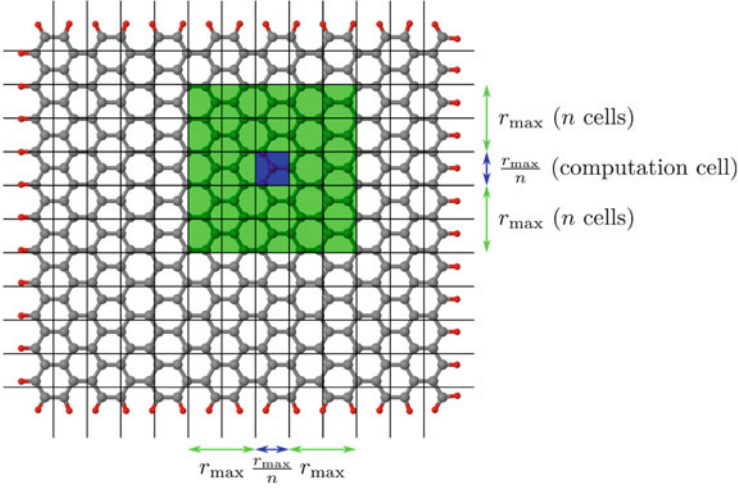 r_max (n cells)
r_max/n (computation cell)
r_max (n cells)
r_max r_max/n r_max